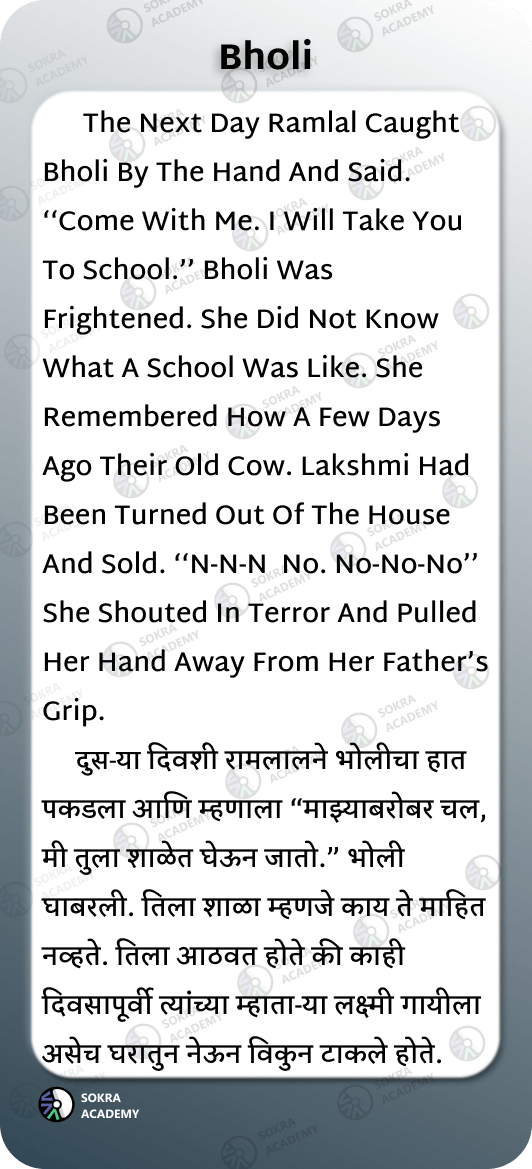 Bholi
The Next Day Ramlal Caught
Bholi By The Hand And Said.
‘‘Come With Me. I Will Take You
To School.’’ Bholi Was
Frightened. She Did Not Know
What A School Was Like. She
Remembered How A Few Days
Ago Their Old Cow. Lakshmi Had
Been Turned Out Of The House
And Sold. ‘‘N-N-N  No. No-No-No’’
She Shouted In Terror And Pulled
Her Hand Away From Her Father’s
Grip.
दुस-या दिवशी रामलालने भोलीचा हात
पकडला आणि म्हणाला “माझ्याबरोबर चल,
मी तुला शाळेत घेऊन जातो.” भोली
घाबरली. तिला शाळा म्हणजे काय ते माहित
नव्हते. तिला आठवत होते की काही
दिवसापूर्वी त्यांच्या म्हाता-या लक्ष्मी गायीला
असेच घरातुन नेऊन विकुन टाकले होते.
SOKRA
ACADEMY